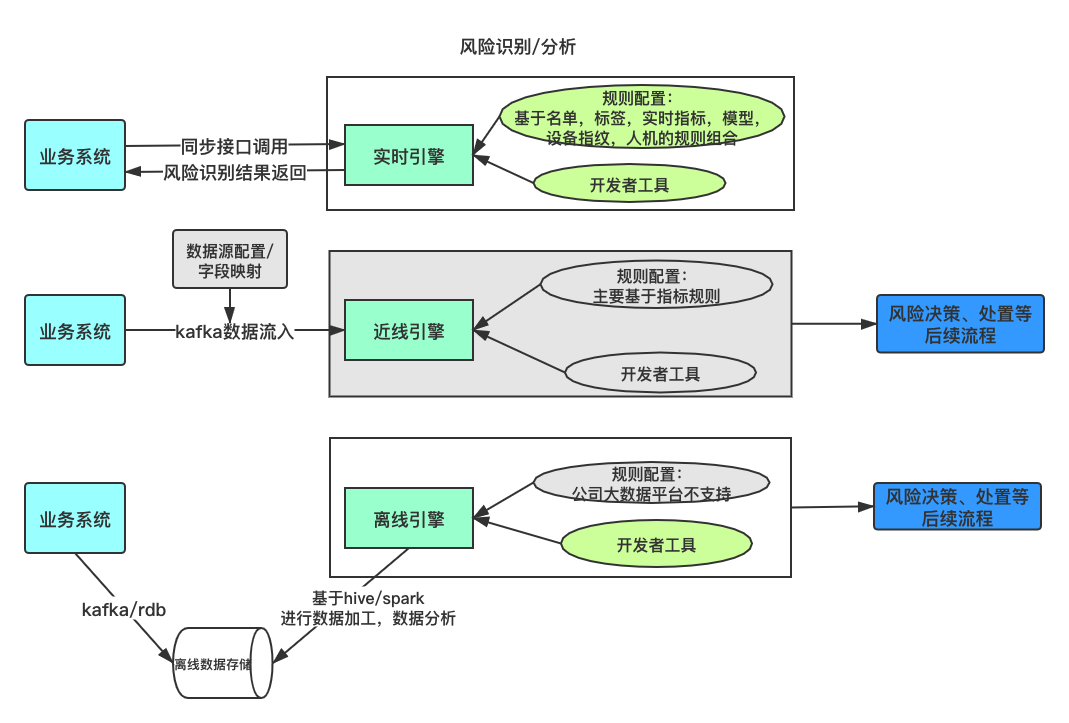 风险识别/分析
规则配置：
基于名单，标签，实时指标，模型，
设备指纹，人机的规则组合
业务系统
同步接口调用
风险识别结果返回
实时引擎
开发者工具
数据源配置/
字段映射
规则配置：
主要基于指标规则
业务系统
kafka数据流入
近线引擎
风险决策、处置等
后续流程
开发者工具
规则配置：
公司大数据平台不支持
业务系统
离线引擎
风险决策、处置等
后续流程
开发者工具
kafka/rdb
基于hive/spark
进行数据加工，数据分析
离线数据存储